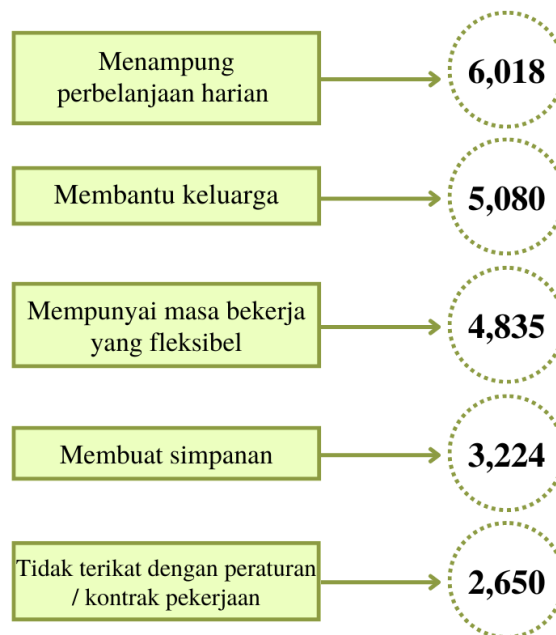 Menampung
perbelanjaan harian
6,018
Membantu keluarga
5,080
Mempunyai masa bekerja
yang fleksibel
4,835
Membuat simpanan
3,224
Tidak terikat dengan peraturan
/ kontrak pekerjaan
2,650